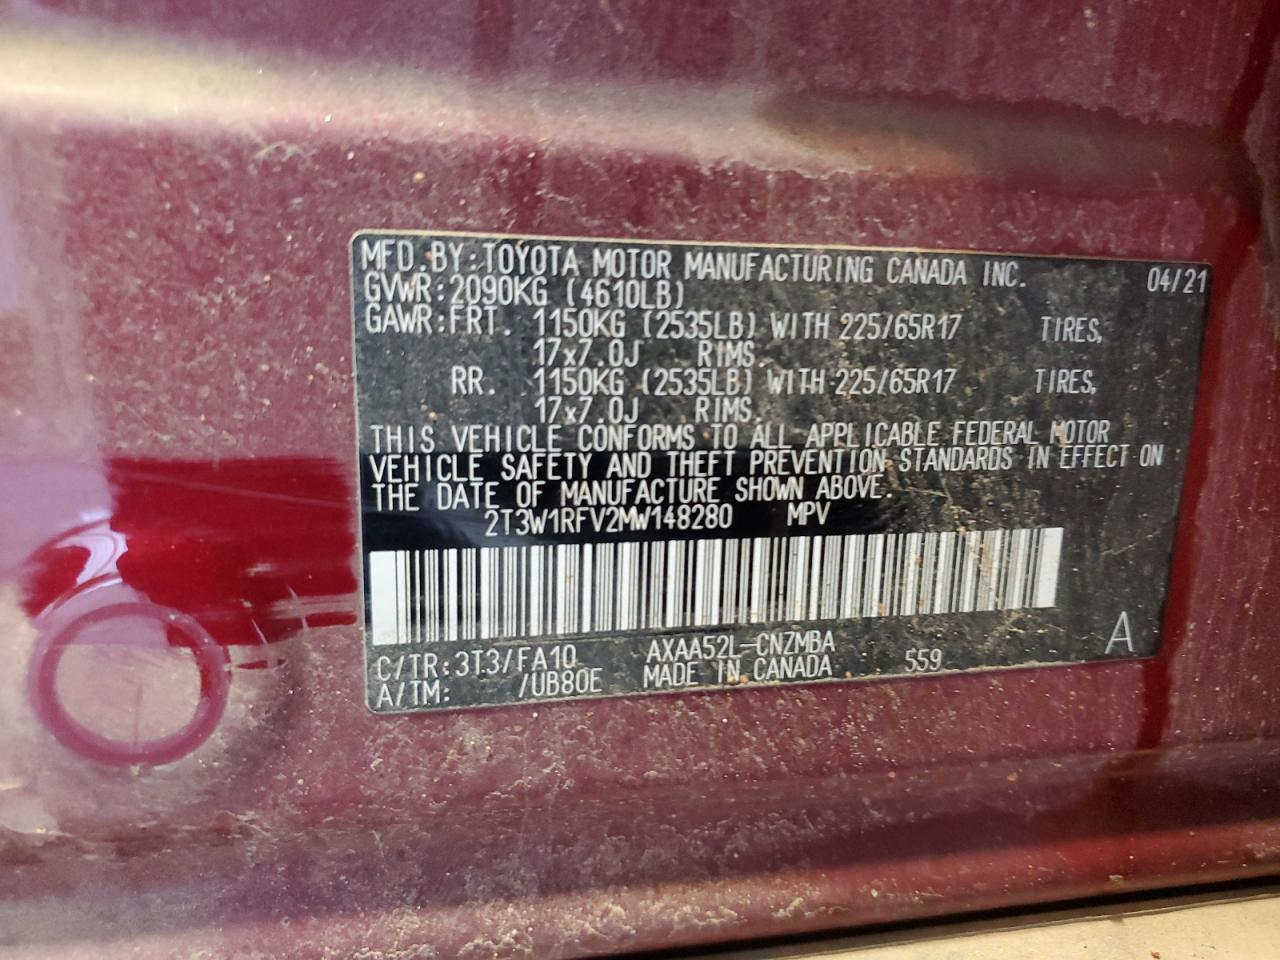 MFD.BY:TOYOTA MOTOR MANUFACTURING CANADA INC. 04/21
GVWR:2090KG (4610LB)
GAWR:FRT. 1150KG (2535LB) WITH 225/65R17 TIRES,
17x7.0J RIMS.
RR. 1150KG (2535LB) WITH 225/65R17 TIRES,
17x7.0J RIMS.
THIS VEHICLE CONFORMS TO ALL APPLICABLE FEDERAL MOTOR
VEHICLE SAFETY AND THEFT PREVENTION STANDARDS IN EFFECT ON
THE DATE OF MANUFACTURE SHOWN ABOVE.
2T3W1RFV2MW148280 MPV
C/TR:3T3/FA10 AXAA52L-CNZMBA 559 A
A/TM: /UB80E MADE IN CANADA